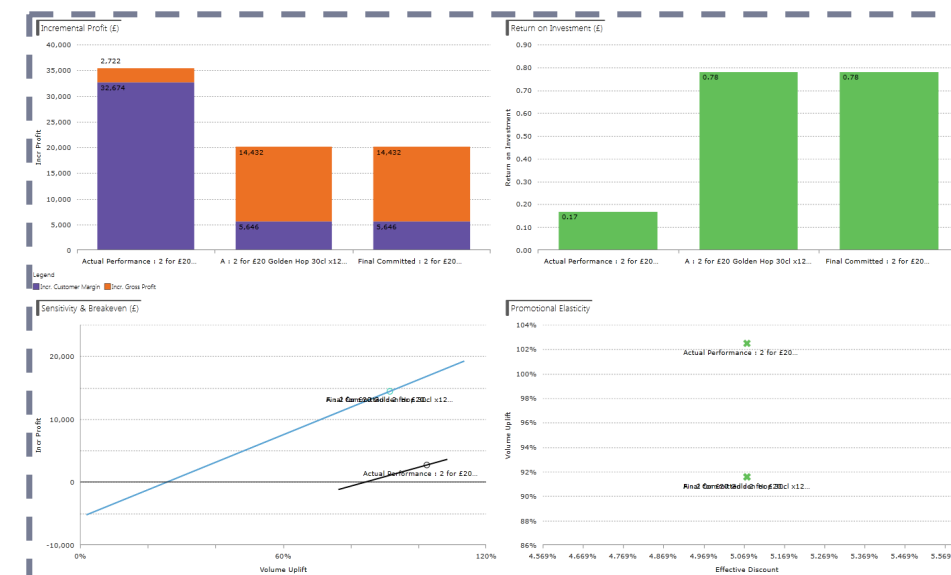 Incremental Profit (£)
40,000
35,000
30,000
25,000
20,000
15,000
10,000
5,000
0
Incr Profit
2,722
32,674
14,432
5,646
14,432
5,646
Actual Performance : 2 for £20...
A : 2 for £20 Golden Hop 30cl x12...
Final Committed : 2 for £20...
Legend
Incr. Customer Margin
Incr. Gross Profit
Return on Investment (£)
0.90
0.80
0.70
0.60
0.50
0.40
0.30
0.20
0.10
0.00
Return on Investment
0.17
0.78
0.78
Actual Performance : 2 for £20...
A : 2 for £20 Golden Hop 30cl x12...
Final Committed : 2 for £20...
Sensitivity & Breakeven (£)
20,000
10,000
0
-10,000
Incr Profit
Actual Performance : 2 for £20...
0%
60%
120%
Volume Uplift
Promotional Elasticity
104%
102%
100%
98%
96%
94%
92%
90%
88%
86%
Volume Uplift
Actual Performance : 2 for £20...
4.569%
4.669%
4.769%
4.869%
4.969%
5.069%
5.169%
5.269%
5.369%
5.469%
5.569
Effective Discount